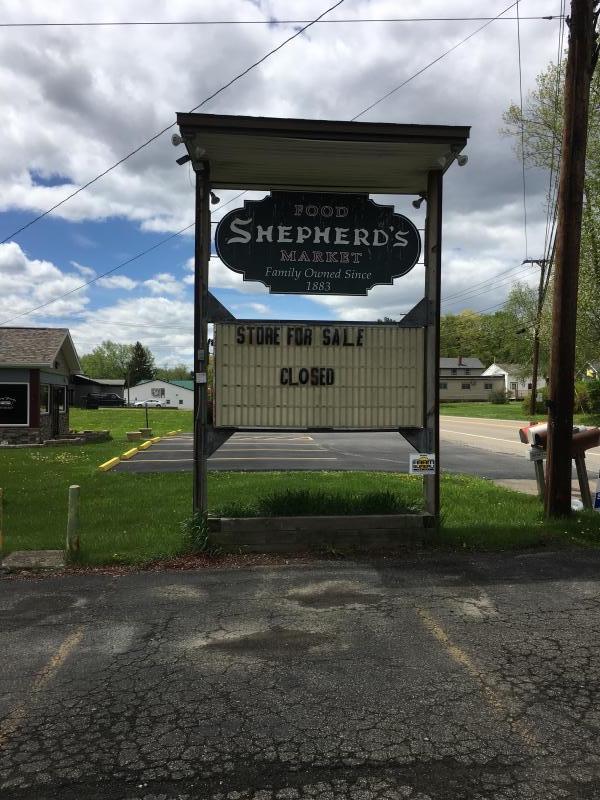 FOOD
SHEPHERD'S
MARKET
Family Owned Since
1883
STORE FOR SALE
CLOSED